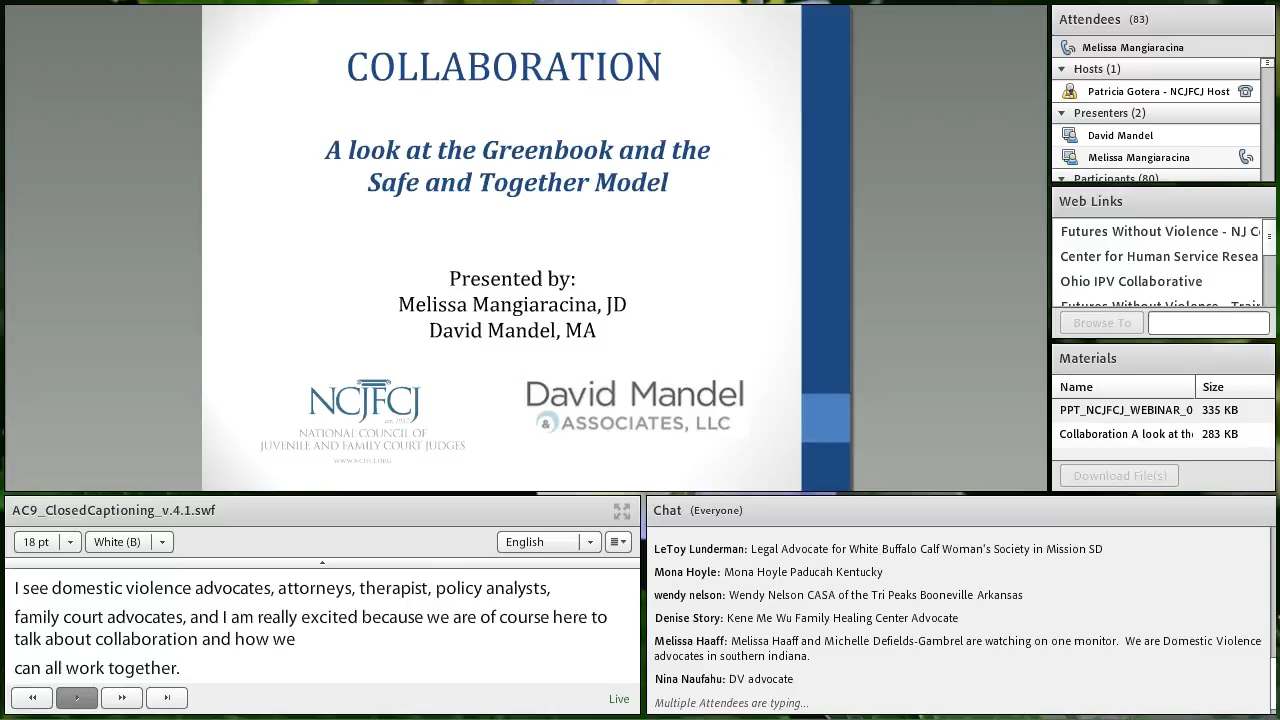 COLLABORATION
A look at the Greenbook and the
Safe and Together Model
Presented by:
Melissa Mangiaracina, JD
David Mandel, MA
NCJFCJ
est. 1937
NATIONAL COUNCIL OF
JUVENILE AND FAMILY COURT JUDGES
WWW.NCJFCJ.ORG
David Mandel
& ASSOCIATES, LLC
Attendees (83)
Melissa Mangiaracina
Hosts (1)
Patricia Gotera - NCJFCJ Host
Presenters (2)
David Mandel
Melissa Mangiaracina
Participants (80)
Web Links
Futures Without Violence - NJ C
Center for Human Service Resea
Ohio IPV Collaborative
Futures Without Violence - Trai
Browse To
Materials
Name Size
PPT_NCJFCJ_WEBINAR_0 335 KB
Collaboration A look at the 283 KB
Download File(s)
AC9_ClosedCaptioning_v.4.1.swf
18 pt White (B) English
I see domestic violence advocates, attorneys, therapist, policy analysts,
family court advocates, and I am really excited because we are of course here to
talk about collaboration and how we
can all work together.
Live
Chat (Everyone)
LeToy Lunderman: Legal Advocate for White Buffalo Calf Woman's Society in Mission SD
Mona Hoyle: Mona Hoyle Paducah Kentucky
wendy nelson: Wendy Nelson CASA of the Tri Peaks Booneville Arkansas
Denise Story: Kene Me Wu Family Healing Center Advocate
Melissa Haaff: Melissa Haaff and Michelle Defields-Gambrel are watching on one monitor. We are Domestic Violence
advocates in southern indiana.
Nina Naufahu: DV advocate
Multiple Attendees are typing...